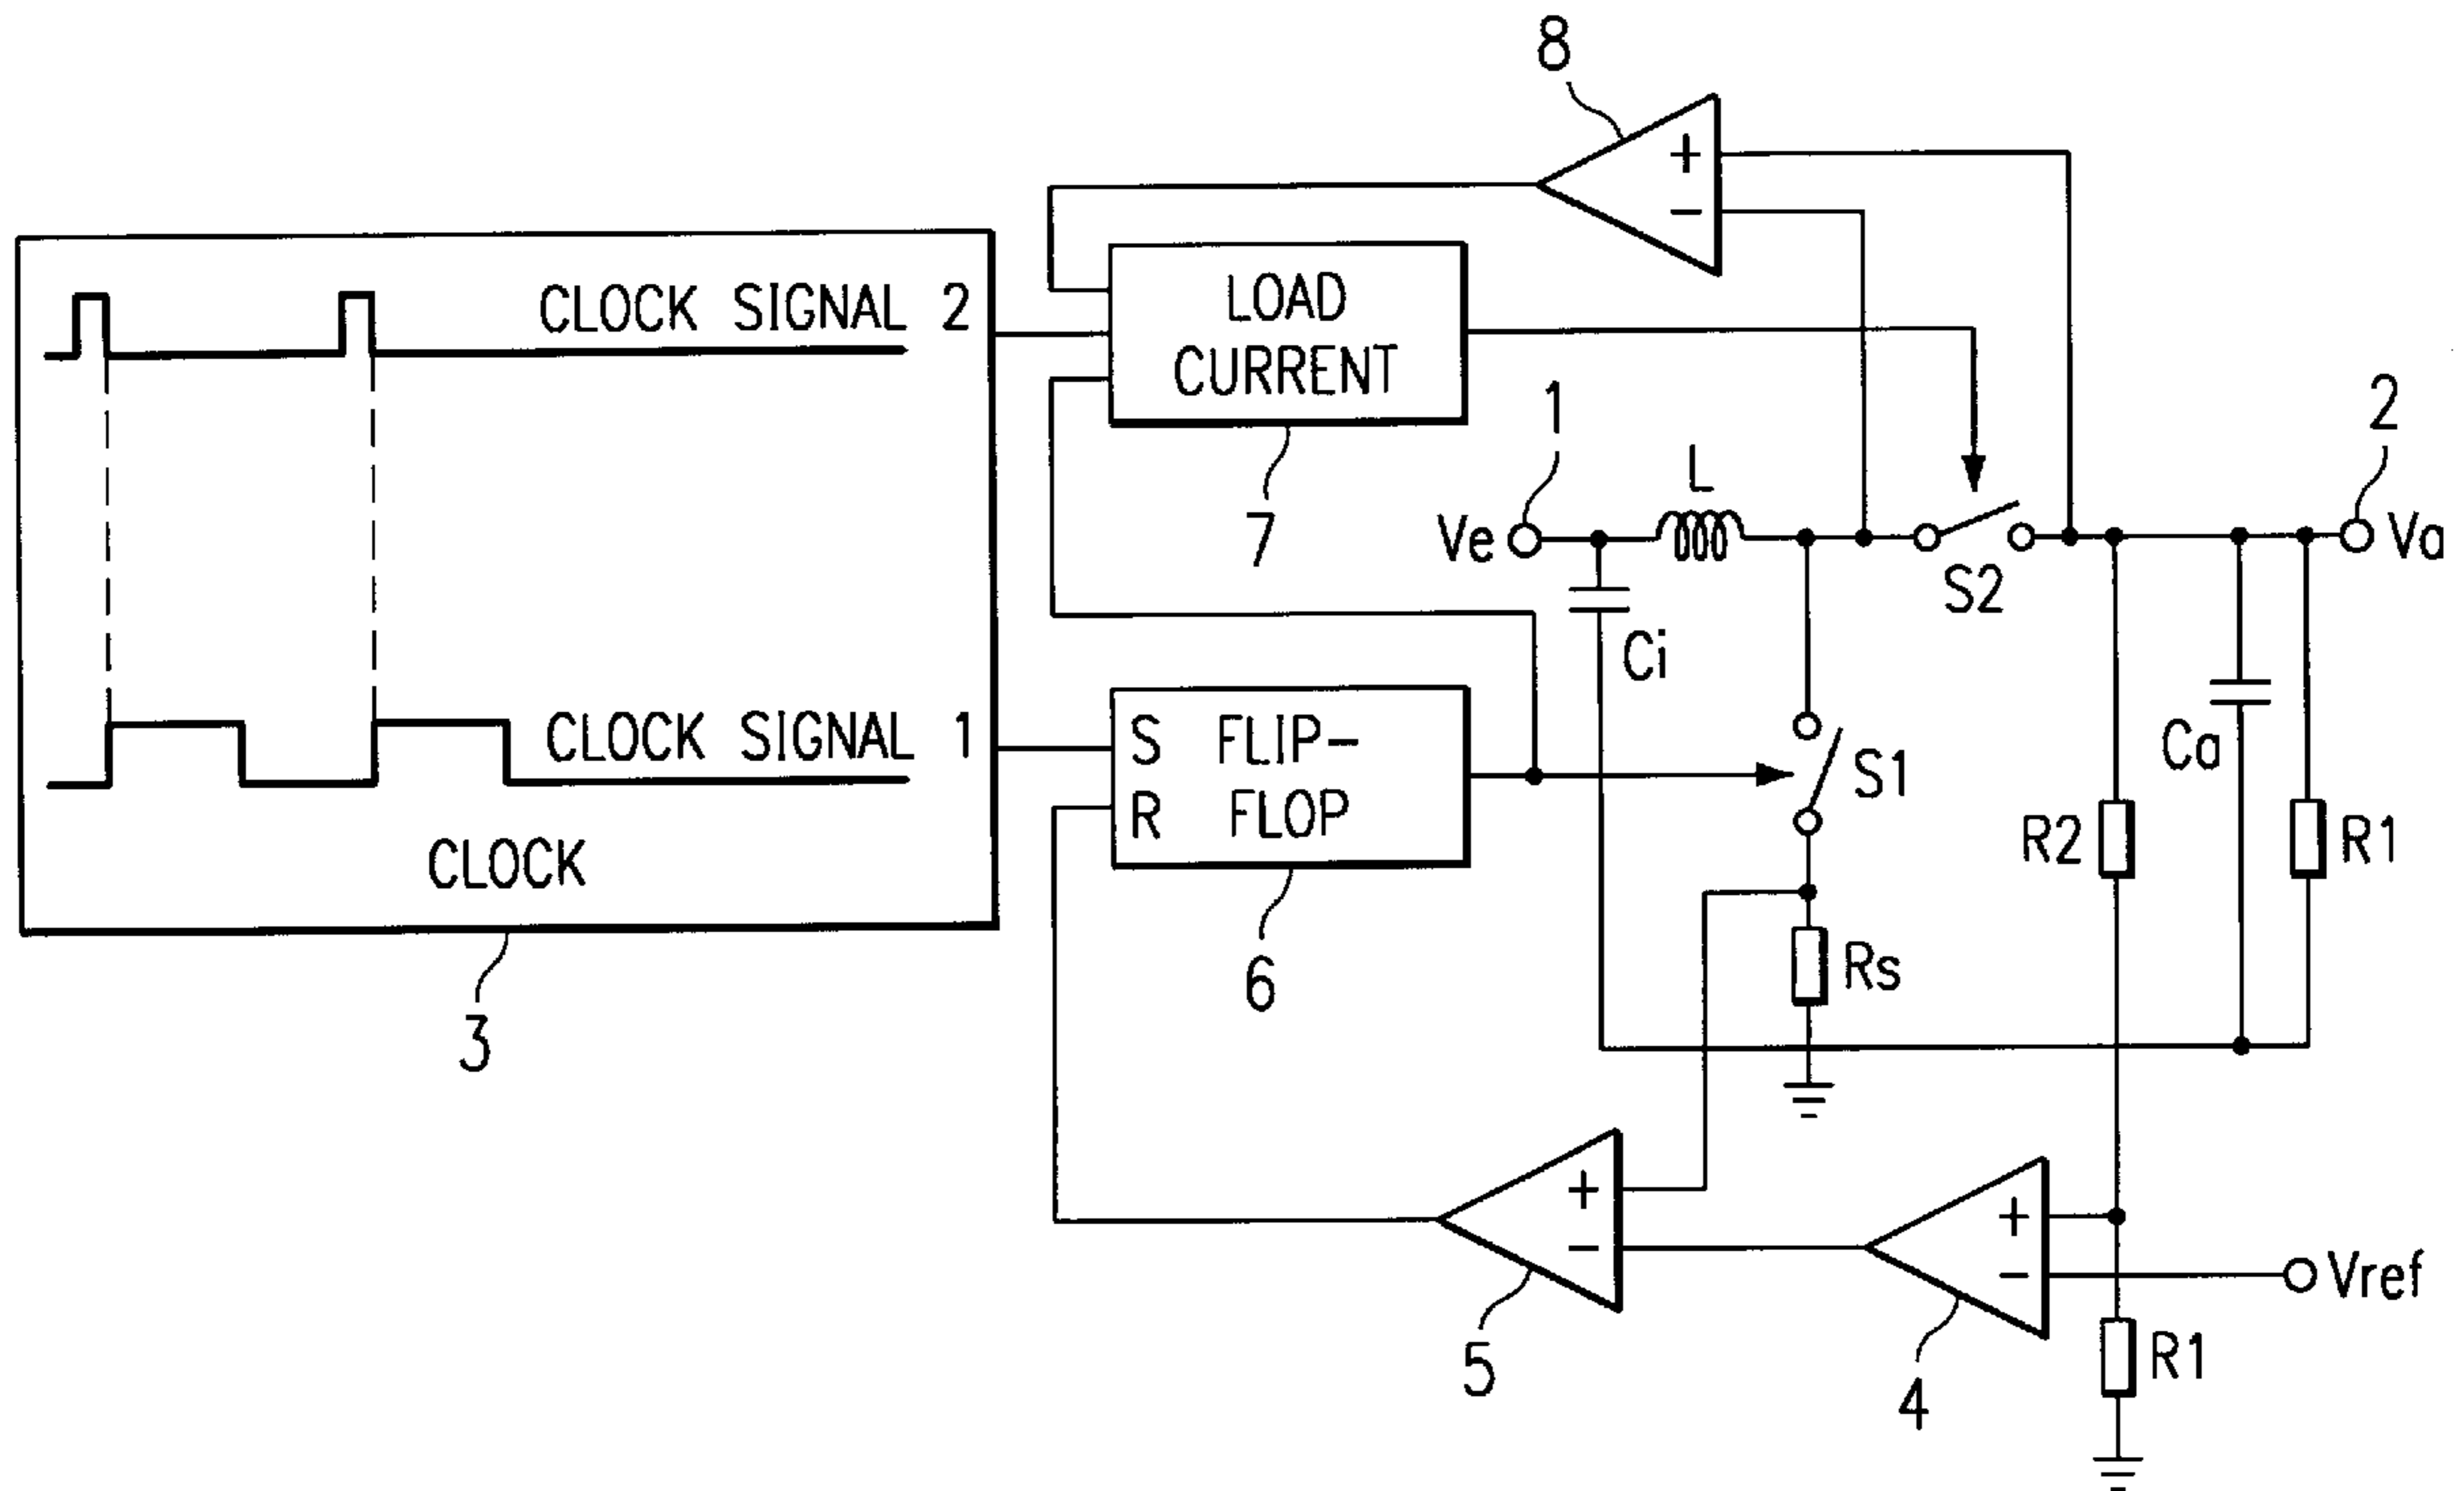 8
+
−
CLOCK SIGNAL 2
LOAD
CURRENT
1
2
L
7
Ve
Va
S2
Ci
CLOCK SIGNAL 1
S FLIP-
R FLOP
S1
Ca
R2
R1
CLOCK
6
Rs
3
+
−
+
−
Vref
5
4
R1